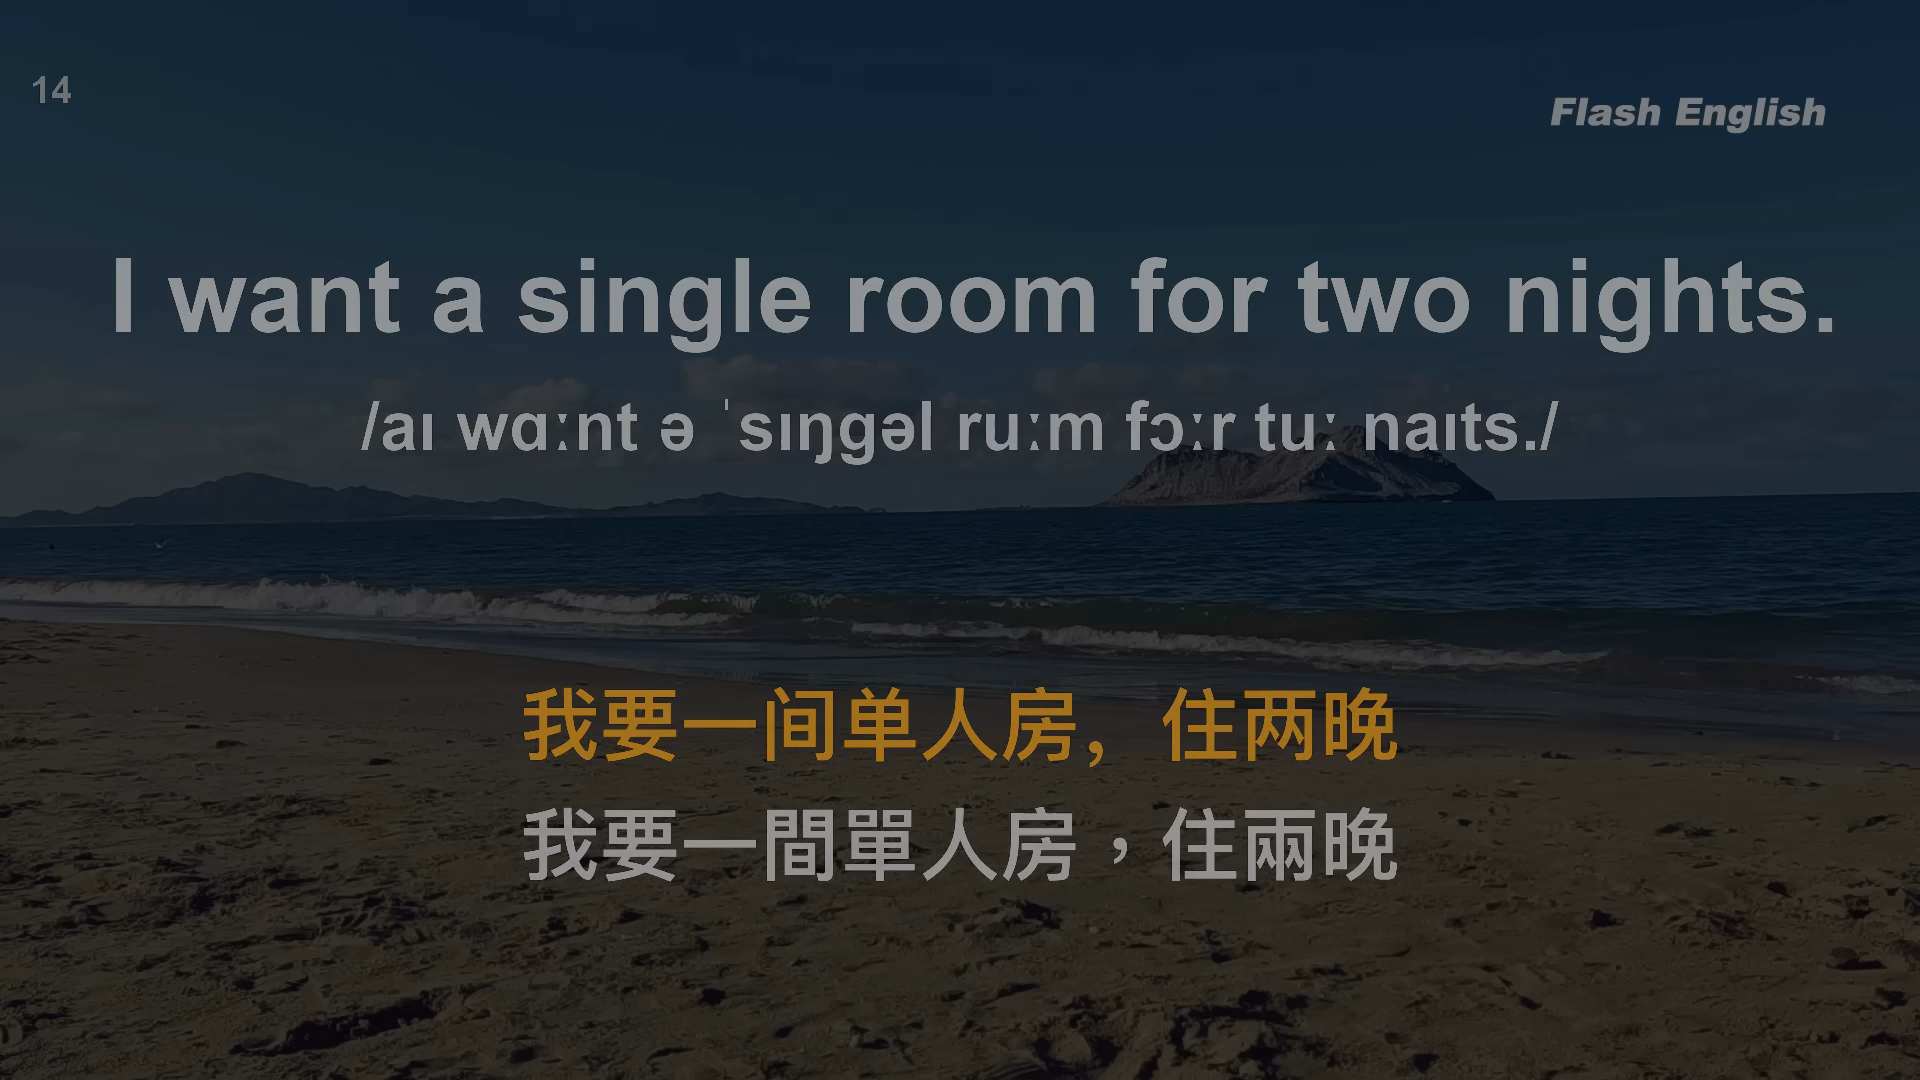 14
Flash English
I want a single room for two nights.
/aɪ wɑːnt ə ˈsɪŋɡəl ruːm fɔːr tuː naɪts./
我要一间单人房，住两晚
我要一間單人房，住兩晚